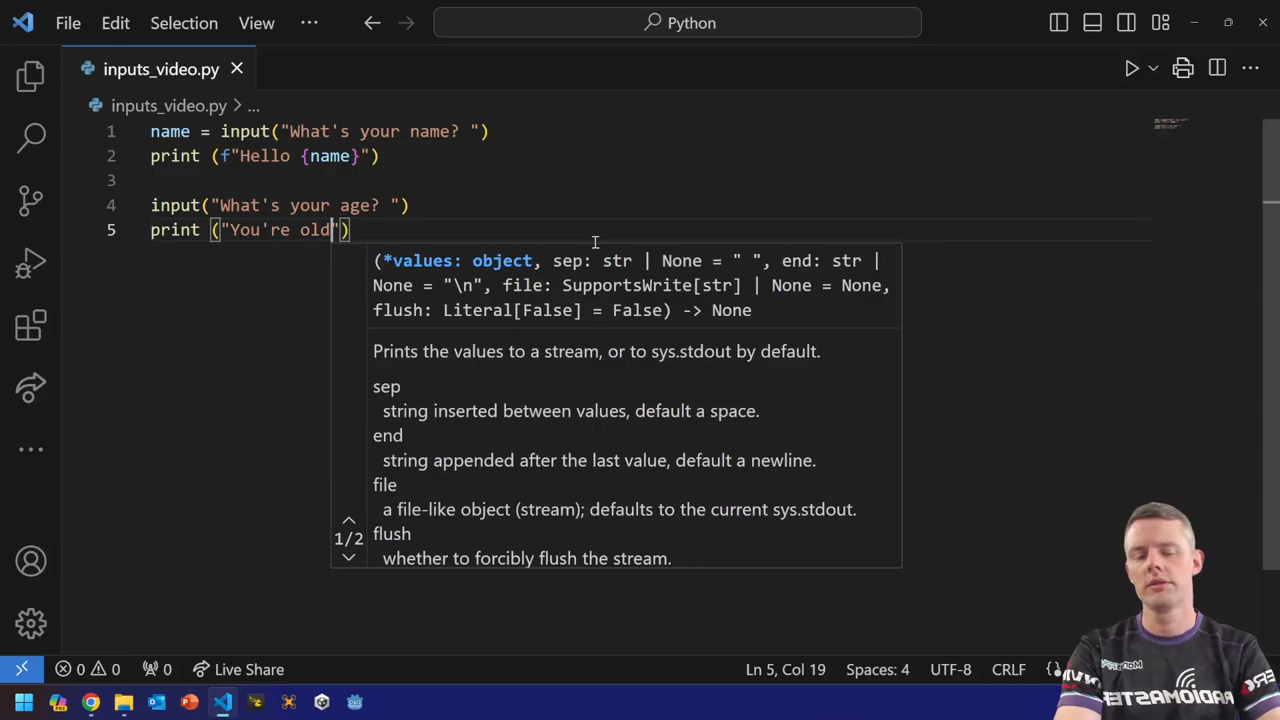 File Edit Selection View ··· Python
inputs_video.py
inputs_video.py > ...
1 name = input("What's your name? ")
2 print (f"Hello {name}")
3
4 input("What's your age? ")
5 print ("You're old")
(*values: object, sep: str | None = " ", end: str |
None = "\n", file: SupportsWrite[str] | None = None,
flush: Literal[False] = False) -> None
Prints the values to a stream, or to sys.stdout by default.
sep
string inserted between values, default a space.
end
string appended after the last value, default a newline.
file
a file-like object (stream); defaults to the current sys.stdout.
flush
whether to forcibly flush the stream.
1/2
0 0 0 Live Share Ln 5, Col 19 Spaces: 4 UTF-8 CRLF {